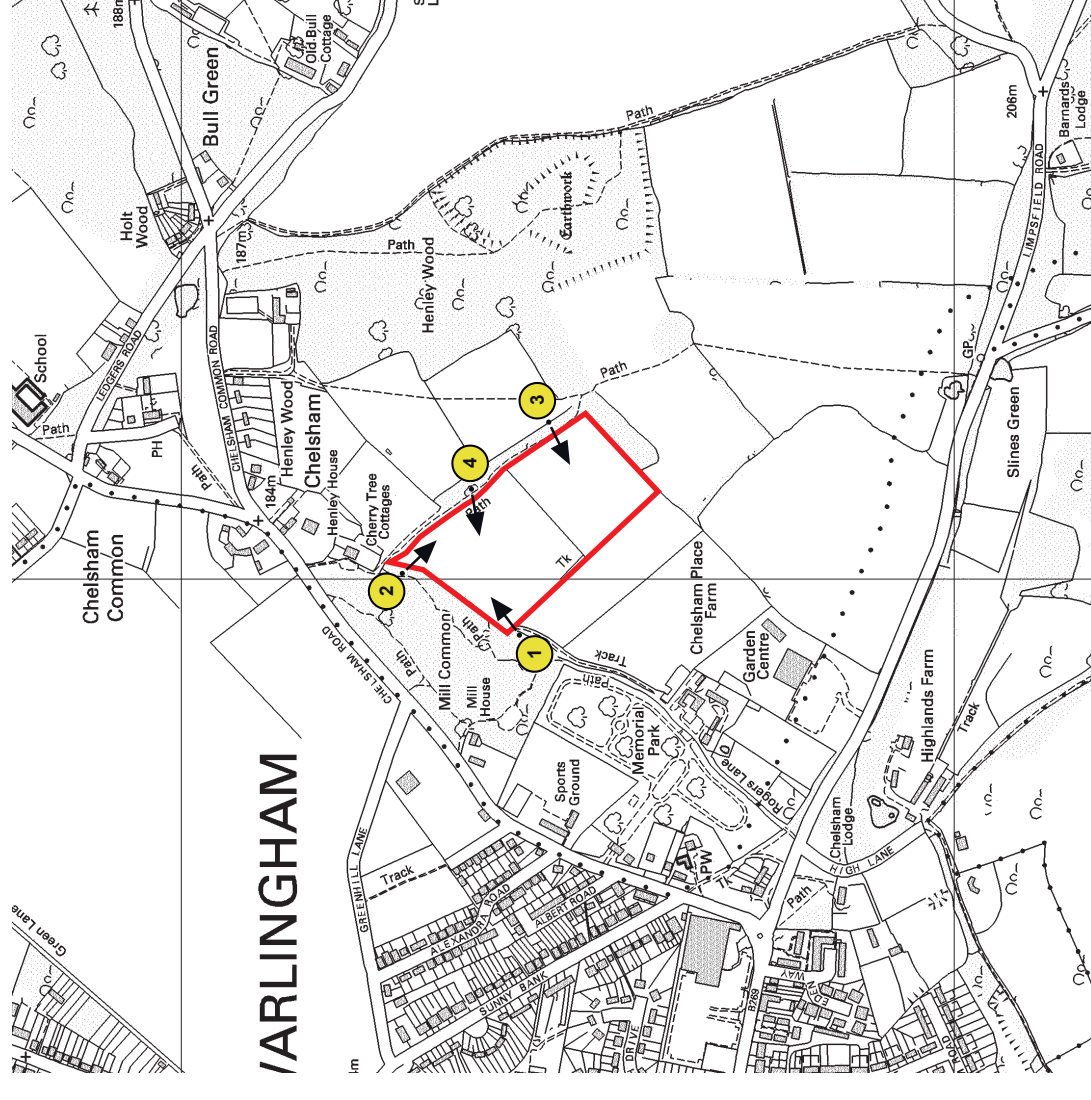 188m
Old Bull
Cottage
Bull Green
Holt
Wood
187m
Path
Path
Earthwork
Henley Wood
206m
Barnards
Lodge
LIMPSFIELD ROAD
School
LEDGERS ROAD
Path
PH
Path
CHELSHAM COMMON ROAD
Henley Wood
Chelsham
184m
Henley House
Cherry Tree
Cottages
Chelsham
Common
Path
GP
Slines Green
3
4
Path
2
Tk
1
Path
Path
CHELSHAM ROAD
Mill Common
Mill
House
Track
Path
Chelsham Place
Farm
Garden
Centre
Memorial
Park
Sports
Ground
Rogers Lane
Highlands Farm
Track
Chelsham
Lodge
HIGH LANE
Path
PW
Tk
GREENHILL LANE
Track
ALEXANDRA ROAD
ALBERT ROAD
SUNNY BANK
DRIVE
B269
EDEN
WAY
ROAD
Green Lane
ARLINGHAM